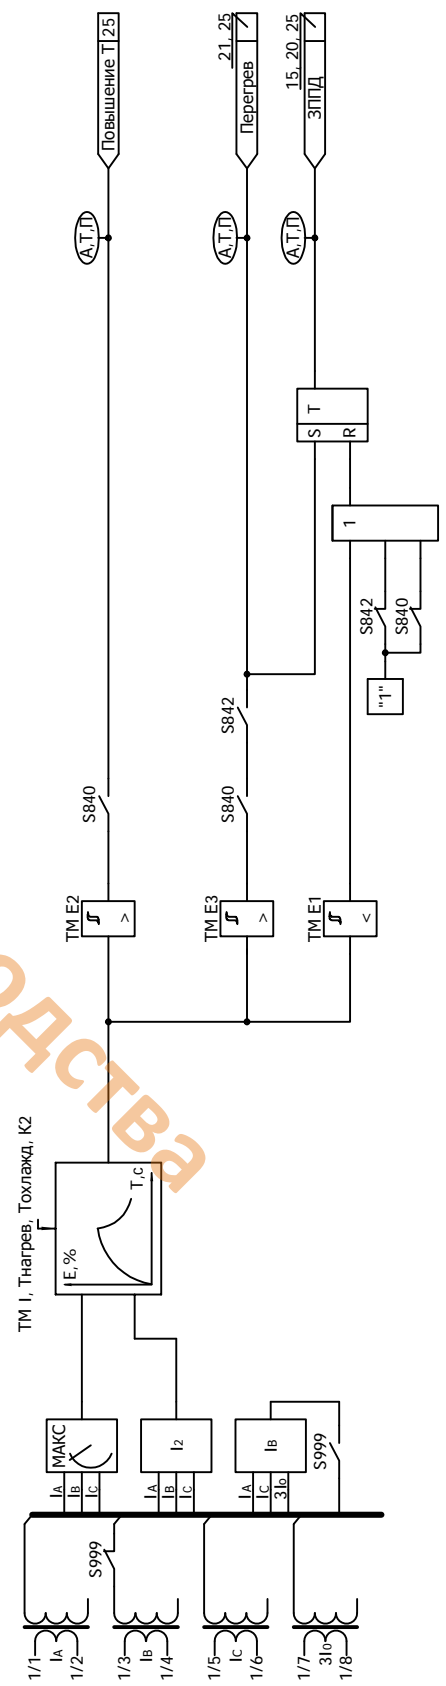 Повышение Т 25
21, 25
Перегрев
15, 20, 25
ЗППД
А,Т,П
А,Т,П
А,Т,П
S T
R
1
S842
S840
"1"
S842
S840
S840
ТМ Е2
>
ТМ Е3
>
ТМ Е1
<
одства
ТМ I, Тнагрев, Тохлажд, К2
Е, %
Т, с
МАКС
IA
IB
IC
I2
IA
IB
IC
IB
IA
IC
3I0
S999
S999
1/1
IA
1/2
1/3
IB
1/4
1/5
IC
1/6
1/7
3I0
1/8